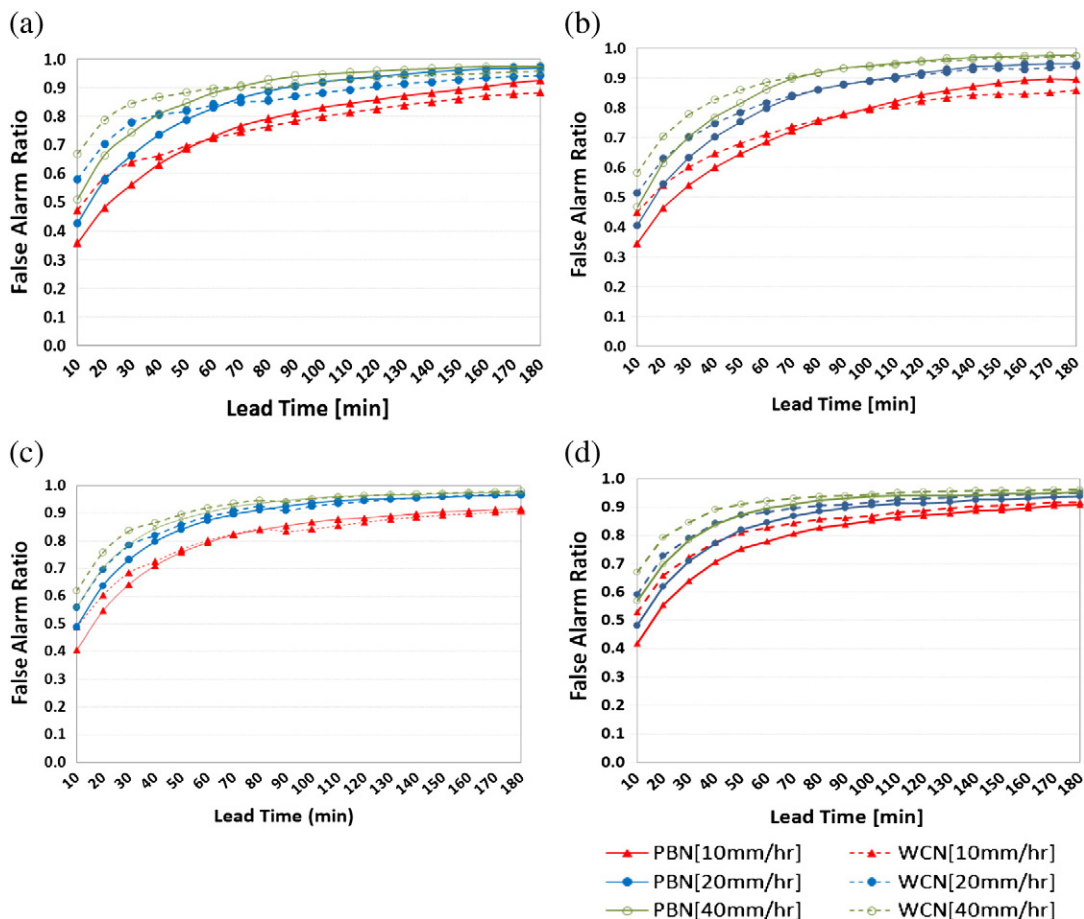 (a)
False Alarm Ratio
1.0
0.9
0.8
0.7
0.6
0.5
0.4
0.3
0.2
0.1
0.0
10 20 30 40 50 60 70 80 90 100 110 120 130 140 150 160 170 180
Lead Time [min]
(b)
False Alarm Ratio
1.0
0.9
0.8
0.7
0.6
0.5
0.4
0.3
0.2
0.1
0.0
10 20 30 40 50 60 70 80 90 100 110 120 130 140 150 160 170 180
Lead Time [min]
(c)
False Alarm Ratio
1.0
0.9
0.8
0.7
0.6
0.5
0.4
0.3
0.2
0.1
0.0
10 20 30 40 50 60 70 80 90 100 110 120 130 140 150 160 170 180
Lead Time (min)
(d)
False Alarm Ratio
1.0
0.9
0.8
0.7
0.6
0.5
0.4
0.3
0.2
0.1
0.0
10 20 30 40 50 60 70 80 90 100 110 120 130 140 150 160 170 180
Lead Time [min]
PBN[10mm/hr] WCN[10mm/hr]
PBN[20mm/hr] WCN[20mm/hr]
PBN[40mm/hr] WCN[40mm/hr]